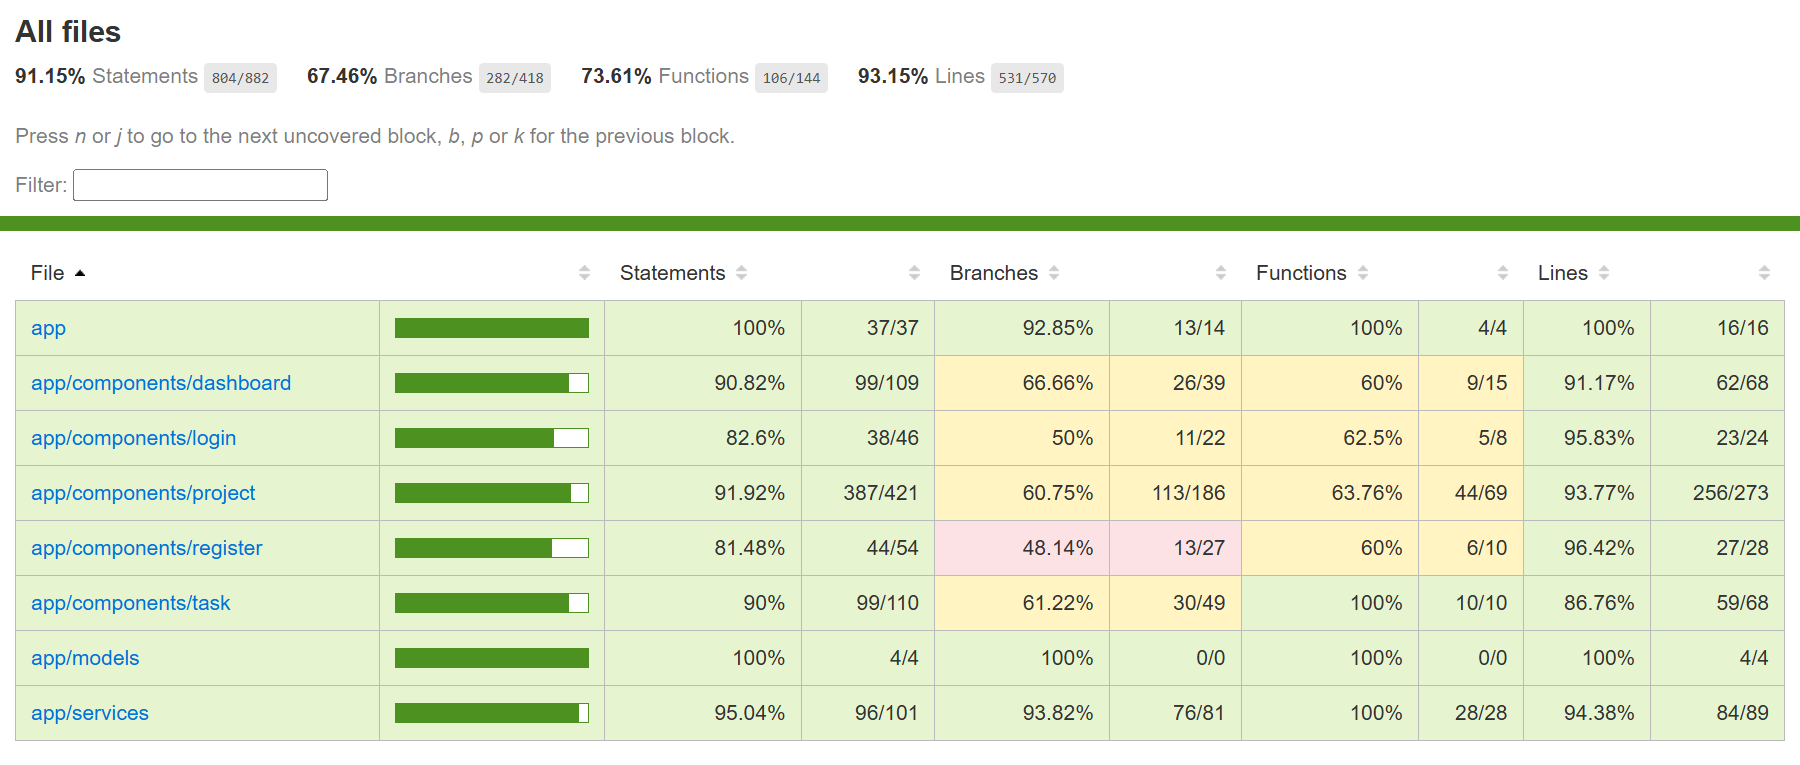 All files
91.15% Statements 804/882 67.46% Branches 282/418 73.61% Functions 106/144 93.15% Lines 531/570
Press n or j to go to the next uncovered block, b, p or k for the previous block.
Filter:
File Statements Branches Functions Lines
app 100% 37/37 92.85% 13/14 100% 4/4 100% 16/16
app/components/dashboard 90.82% 99/109 66.66% 26/39 60% 9/15 91.17% 62/68
app/components/login 82.6% 38/46 50% 11/22 62.5% 5/8 95.83% 23/24
app/components/project 91.92% 387/421 60.75% 113/186 63.76% 44/69 93.77% 256/273
app/components/register 81.48% 44/54 48.14% 13/27 60% 6/10 96.42% 27/28
app/components/task 90% 99/110 61.22% 30/49 100% 10/10 86.76% 59/68
app/models 100% 4/4 100% 0/0 100% 0/0 100% 4/4
app/services 95.04% 96/101 93.82% 76/81 100% 28/28 94.38% 84/89